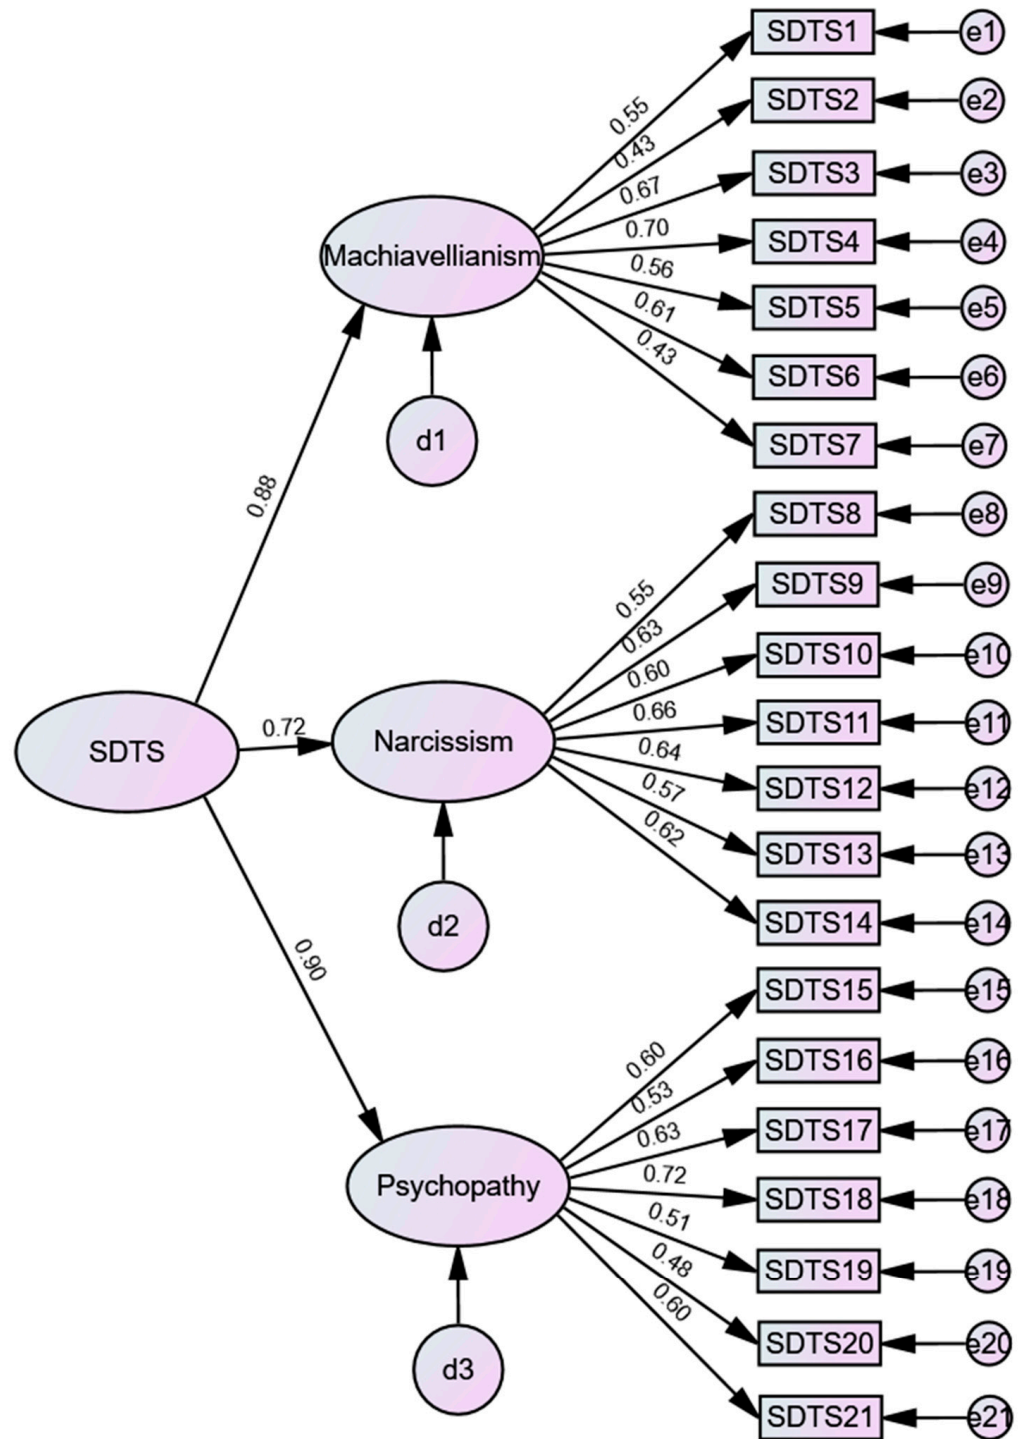 SDTS
0.88
0.72
0.90
Machiavellianism
d1
0.55
0.43
0.67
0.70
0.56
0.61
0.43
SDTS1
e1
SDTS2
e2
SDTS3
e3
SDTS4
e4
SDTS5
e5
SDTS6
e6
SDTS7
e7
Narcissism
d2
0.55
0.63
0.60
0.66
0.64
0.57
0.62
SDTS8
e8
SDTS9
e9
SDTS10
e10
SDTS11
e11
SDTS12
e12
SDTS13
e13
SDTS14
e14
Psychopathy
d3
0.60
0.53
0.63
0.72
0.51
0.48
0.60
SDTS15
e15
SDTS16
e16
SDTS17
e17
SDTS18
e18
SDTS19
e19
SDTS20
e20
SDTS21
e21